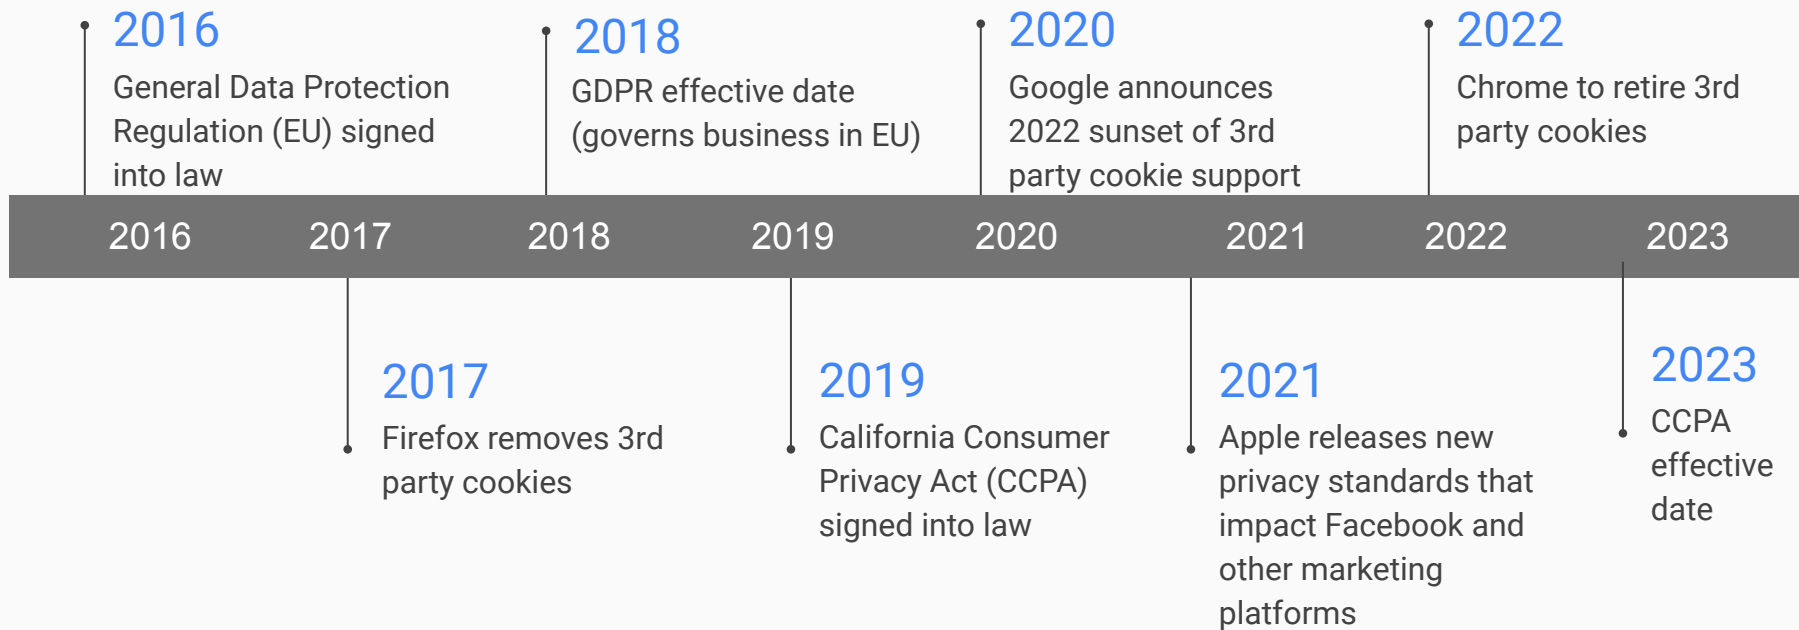 2016
General Data Protection
Regulation (EU) signed
into law
2018
GDPR effective date
(governs business in EU)
2020
Google announces
2022 sunset of 3rd
party cookie support
2022
Chrome to retire 3rd
party cookies
2016 2017 2018 2019 2020 2021 2022 2023
2017
Firefox removes 3rd
party cookies
2019
California Consumer
Privacy Act (CCPA)
signed into law
2021
Apple releases new
privacy standards that
impact Facebook and
other marketing
platforms
2023
CCPA
effective
date